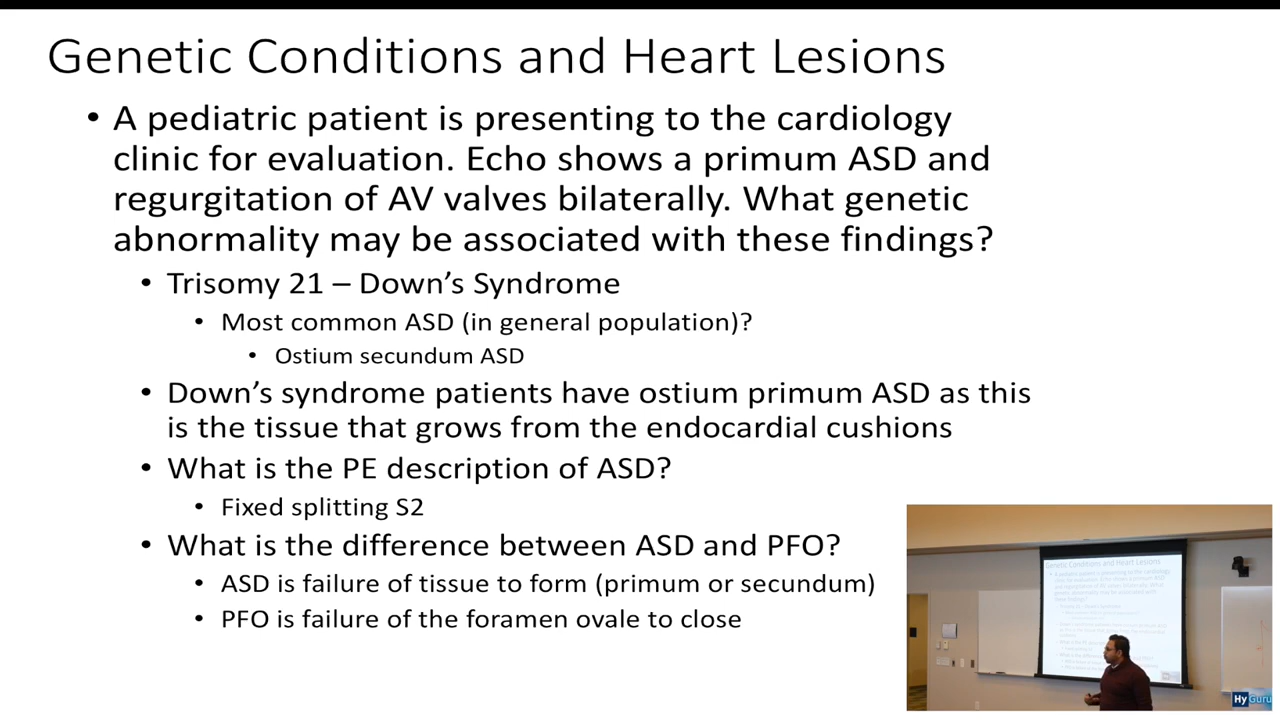 Genetic Conditions and Heart Lesions
• A pediatric patient is presenting to the cardiology
clinic for evaluation. Echo shows a primum ASD and
regurgitation of AV valves bilaterally. What genetic
abnormality may be associated with these findings?
• Trisomy 21 – Down's Syndrome
• Most common ASD (in general population)?
• Ostium secundum ASD
• Down's syndrome patients have ostium primum ASD as this
is the tissue that grows from the endocardial cushions
• What is the PE description of ASD?
• Fixed splitting S2
• What is the difference between ASD and PFO?
• ASD is failure of tissue to form (primum or secundum)
• PFO is failure of the foramen ovale to close
Genetic Conditions and Heart Lesions
HyGuru